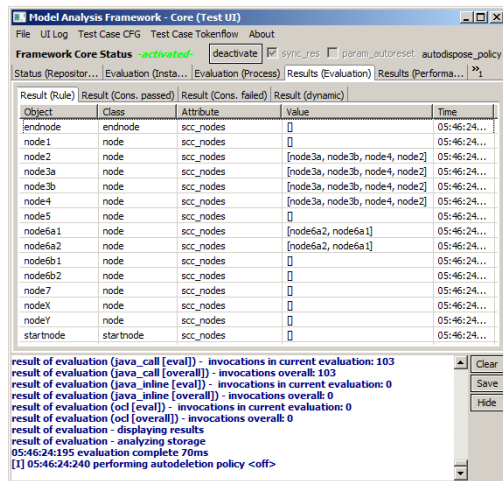 Model Analysis Framework - Core (Test UI)
File UI Log Test Case CFG Test Case Tokenflow About
Framework Core Status -activated- deactivate sync_res param_autoreset autodispose_policy
Status (Repositor... Evaluation (Insta... Evaluation (Process) Results (Evaluation) Results (Performa... »1
Result (Rule) Result (Cons. passed) Result (Cons. failed) Result (dynamic)
Object Class Attribute Value Time
endnode endnode scc_nodes [] 05:46:24...
node1 node scc_nodes [] 05:46:24...
node2 node scc_nodes [node3a, node3b, node4, node2] 05:46:24...
node3a node scc_nodes [node3a, node3b, node4, node2] 05:46:24...
node3b node scc_nodes [node3a, node3b, node4, node2] 05:46:24...
node4 node scc_nodes [node3a, node3b, node4, node2] 05:46:24...
node5 node scc_nodes [] 05:46:24...
node6a1 node scc_nodes [node6a2, node6a1] 05:46:24...
node6a2 node scc_nodes [node6a2, node6a1] 05:46:24...
node6b1 node scc_nodes [] 05:46:24...
node6b2 node scc_nodes [] 05:46:24...
node7 node scc_nodes [] 05:46:24...
nodeX node scc_nodes [] 05:46:24...
nodeY node scc_nodes [] 05:46:24...
startnode startnode scc_nodes [] 05:46:24...
result of evaluation (java_call [eval]) - invocations in current evaluation: 103
result of evaluation (java_call [overall]) - invocations overall: 103
result of evaluation (java_inline [eval]) - invocations in current evaluation: 0
result of evaluation (java_inline [overall]) - invocations overall: 0
result of evaluation (ocl [eval]) - invocations in current evaluation: 0
result of evaluation (ocl [overall]) - invocations overall: 0
result of evaluation - displaying results
result of evaluation - analyzing storage
05:46:24:195 evaluation complete 70ms
[I] 05:46:24:240 performing autodeletion policy <off>
Clear
Save
Hide